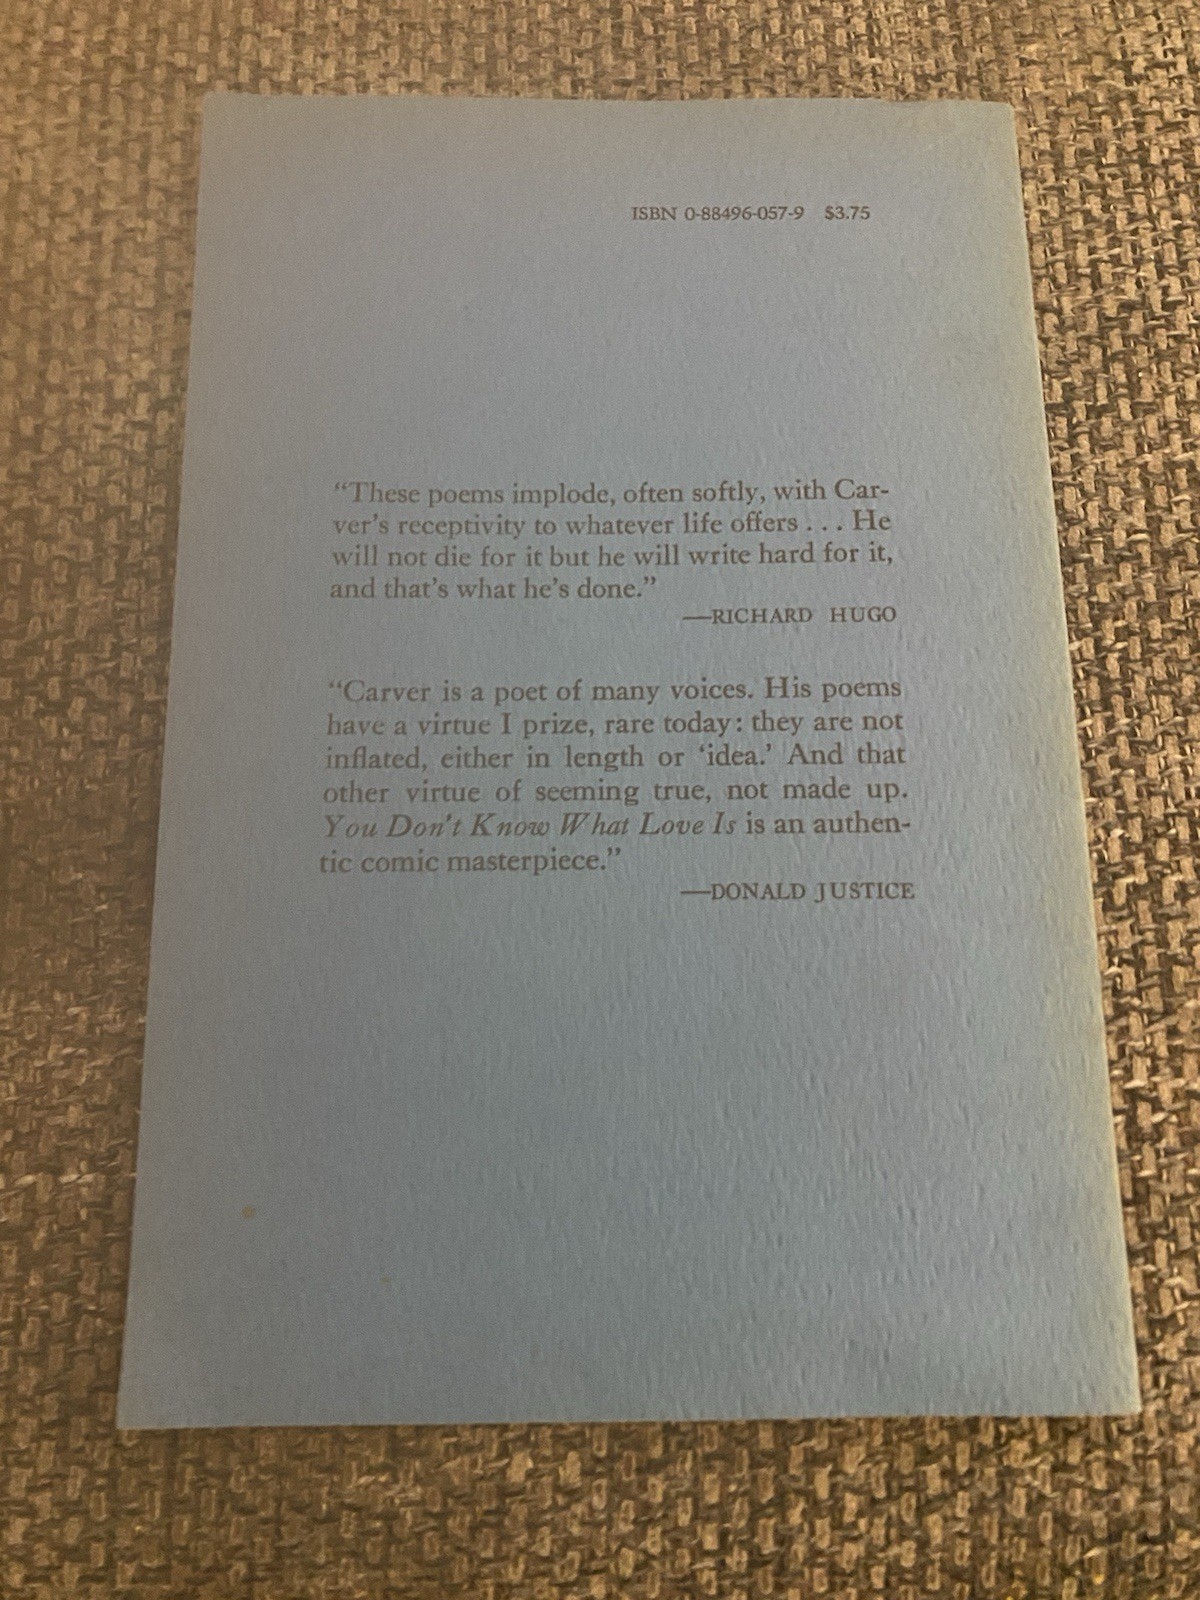 ISBN 0-88496-057-9 $3.75
“These poems implode, often softly, with Car-
ver’s receptivity to whatever life offers . . . He
will not die for it but he will write hard for it,
and that’s what he’s done.”
—RICHARD HUGO
“Carver is a poet of many voices. His poems
have a virtue I prize, rare today: they are not
inflated, either in length or ‘idea.’ And that
other virtue of seeming true, not made up.
You Don’t Know What Love Is is an authen-
tic comic masterpiece.”
—DONALD JUSTICE